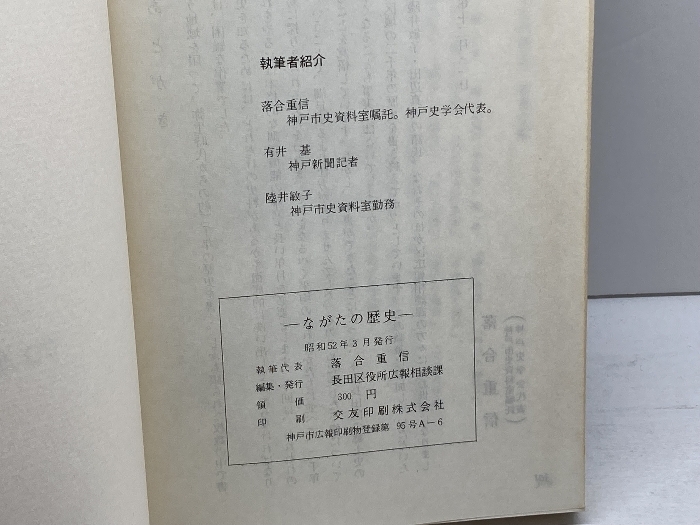 執筆者紹介
落合重信
神戸市史資料室嘱託。神戸史学会代表。
有井　基
神戸新聞記者
陸井敏子
神戸市史資料室勤務
―ながたの歴史―
昭和52年3月発行
執筆代表　落合重信
編集・発行　長田区役所広報相談課
領価　300　円
印刷　交友印刷株式会社
神戸市広報印刷物登録第　95号A－6